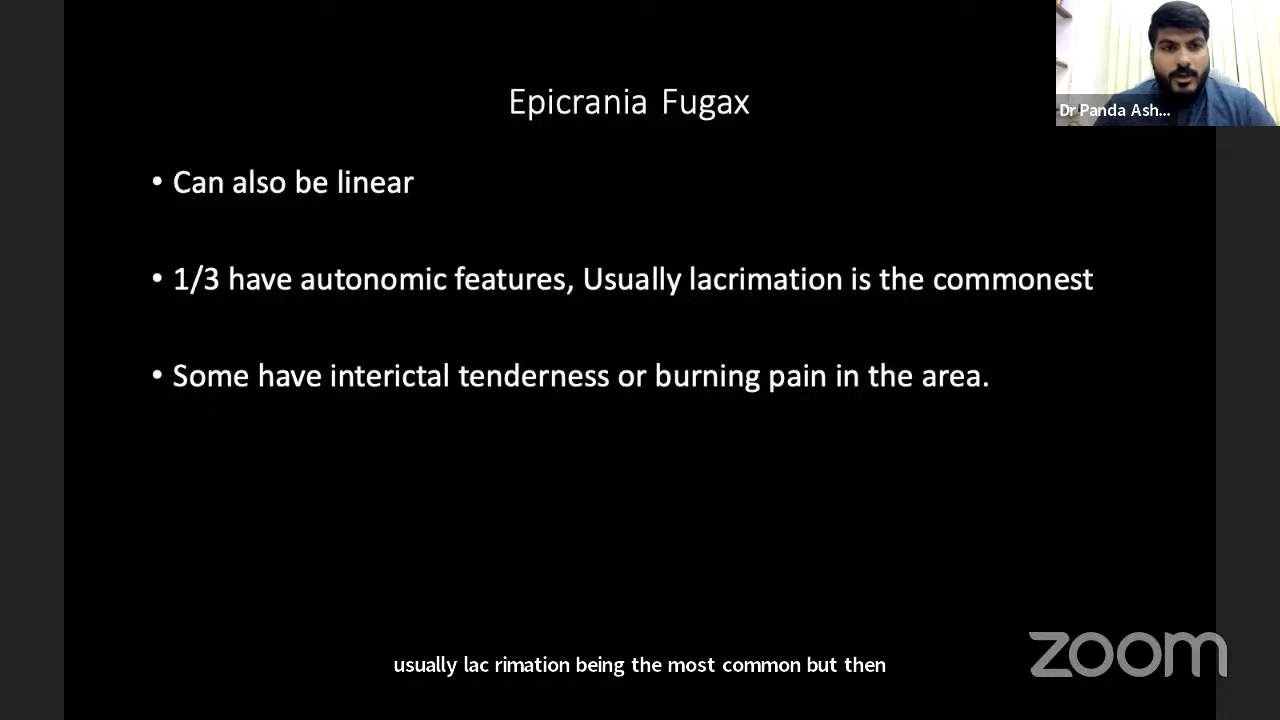 Epicrania Fugax
Dr Panda Ash...
• Can also be linear
• 1/3 have autonomic features, Usually lacrimation is the commonest
• Some have interictal tenderness or burning pain in the area.
zoom
usually lac rimation being the most common but then